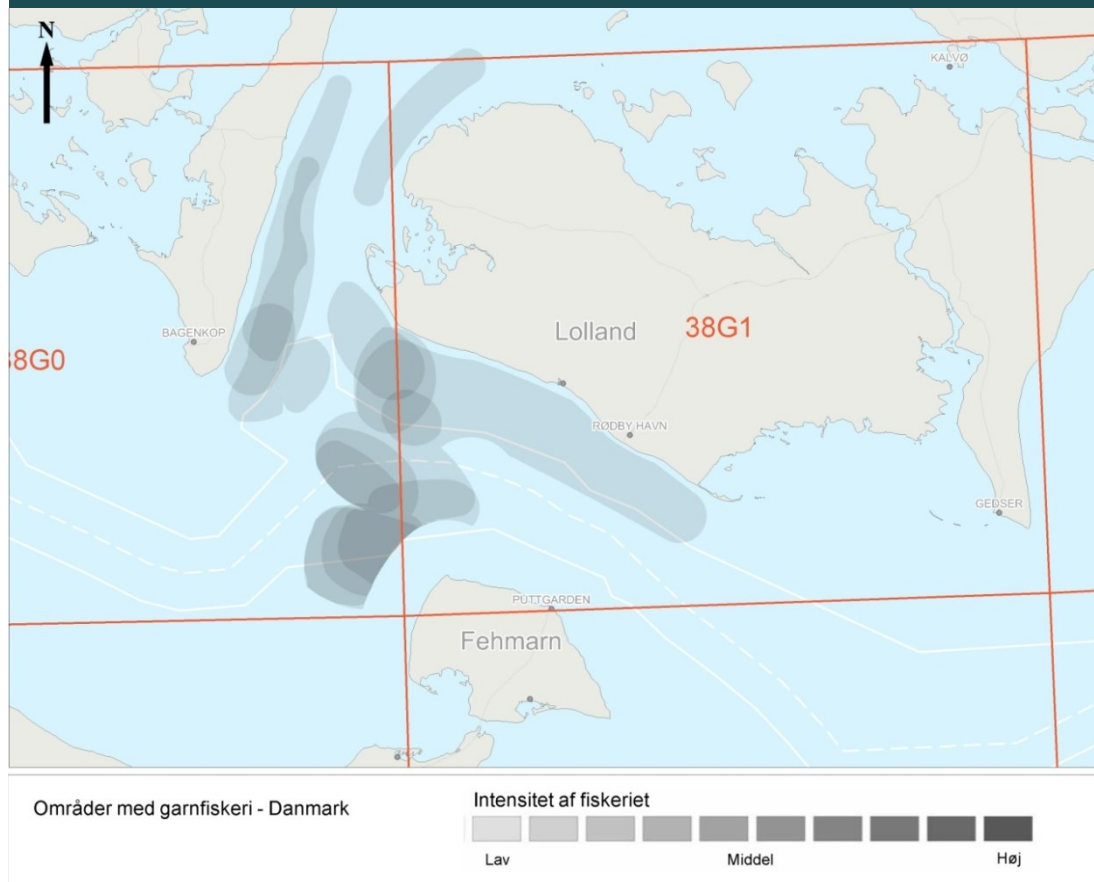 N
KALVØ
BAGENKOP
Lolland
38G1
38G0
RØDBY HAVN
GEDSER
PUTTGARDEN
Fehmarn
Områder med garnfiskeri - Danmark
Intensitet af fiskeriet
Lav
Middel
Høj